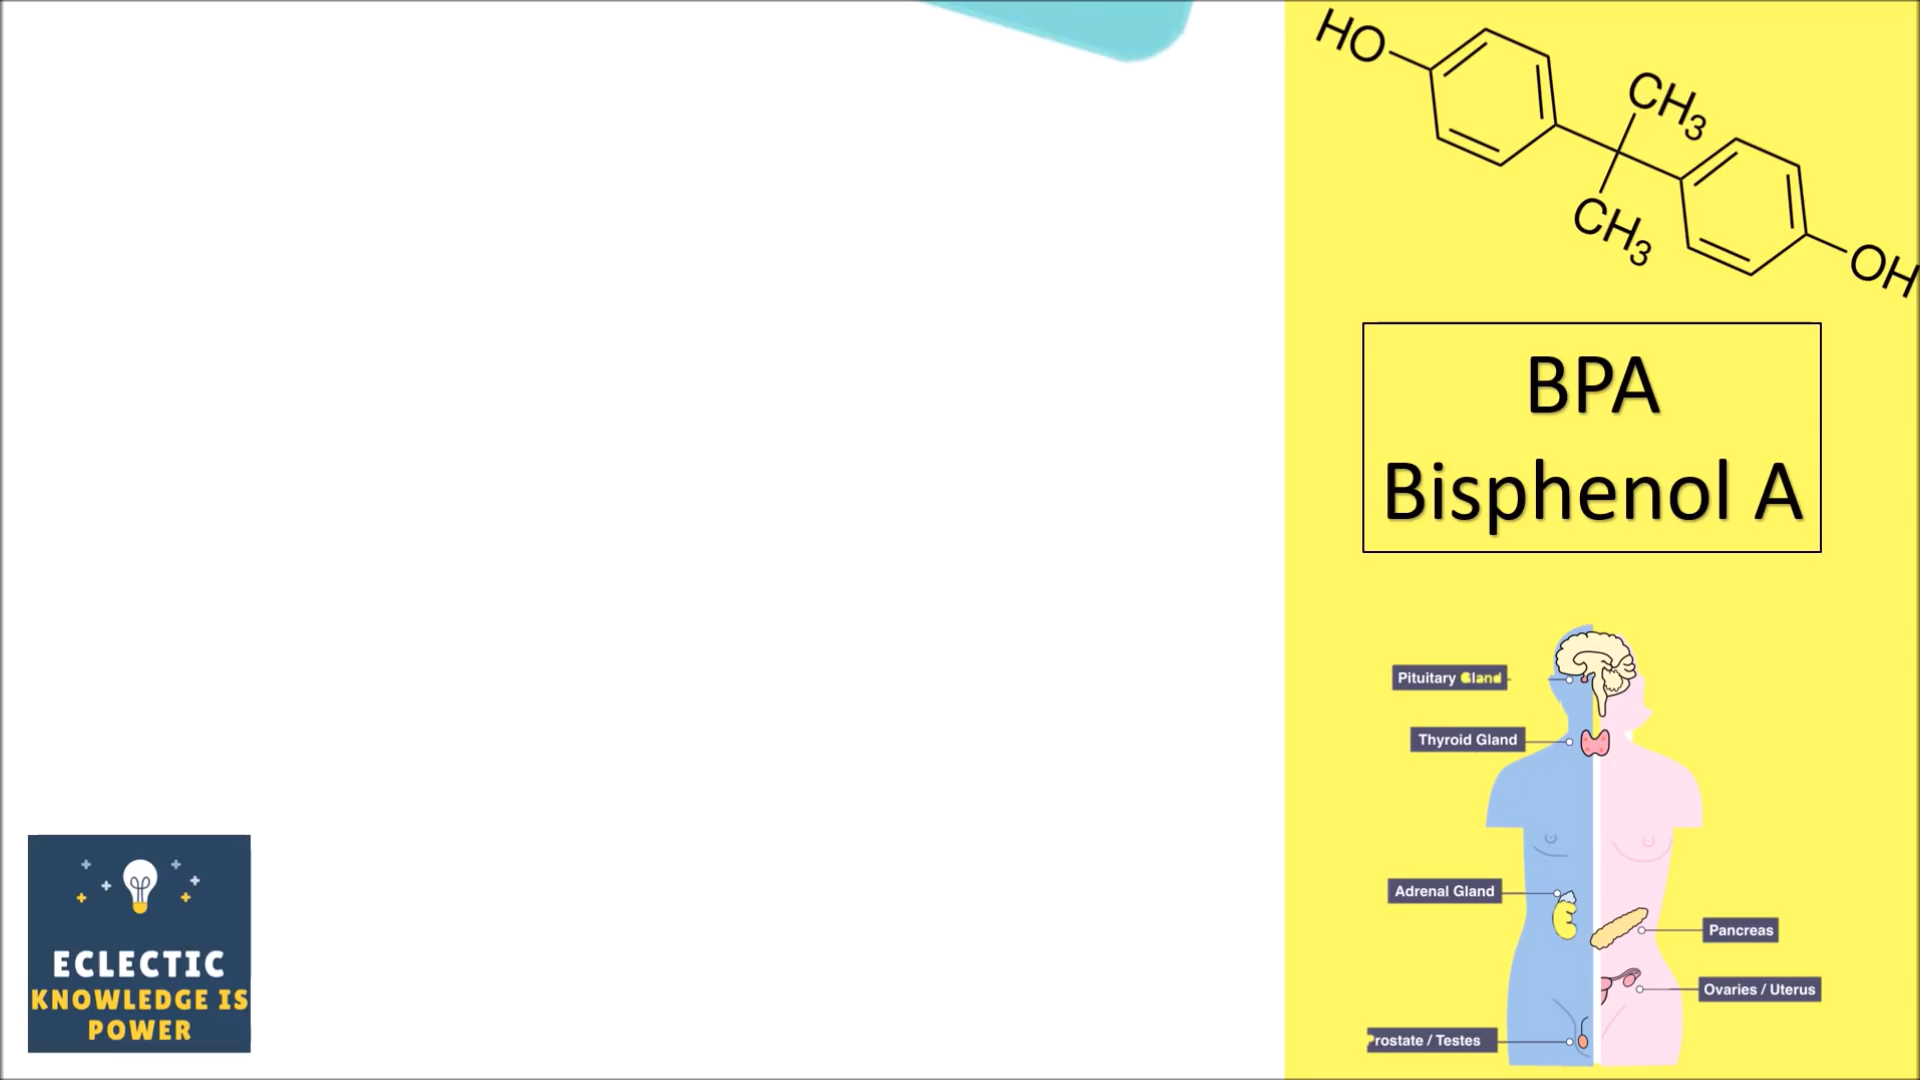 HO
CH3
CH3
OH
BPA
Bisphenol A
Pituitary Gland
Thyroid Gland
Adrenal Gland
Pancreas
Ovaries / Uterus
rostate / Testes
ECLECTIC
KNOWLEDGE IS
POWER